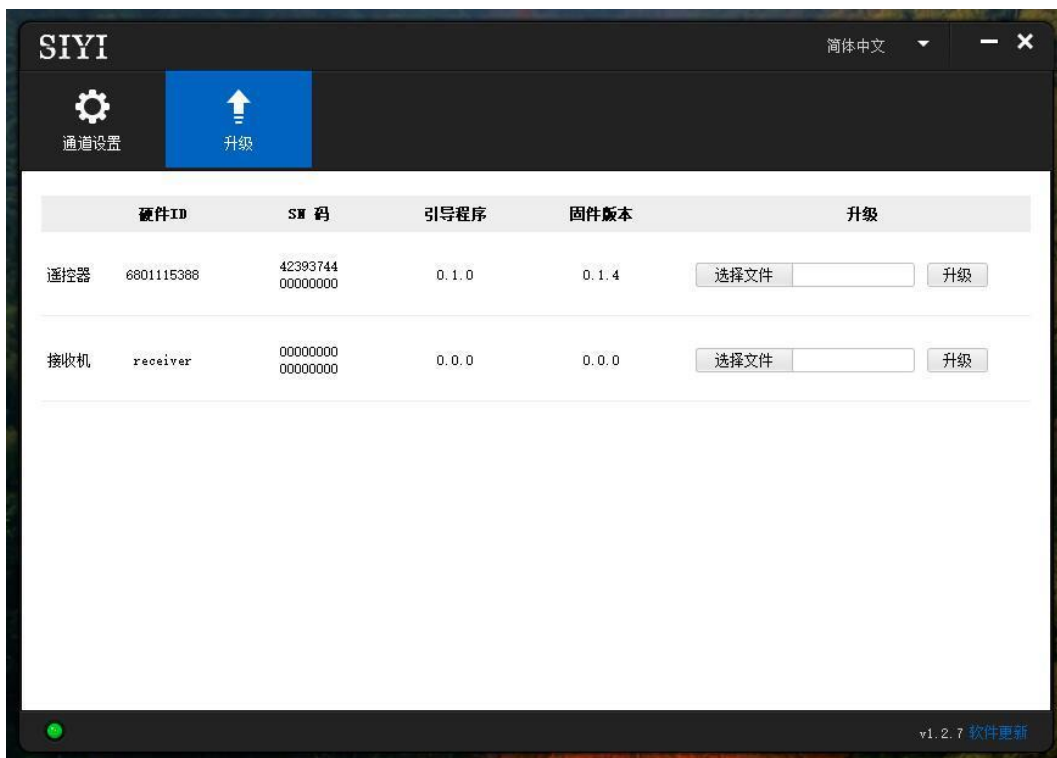 SIYI
简体中文
通道设置
升级
硬件ID SN 码 引导程序 固件版本 升级
遥控器 6801115388 42393744 00000000 0.1.0 0.1.4 选择文件 升级
接收机 receiver 00000000 00000000 0.0.0 0.0.0 选择文件 升级
v1.2.7 软件更新